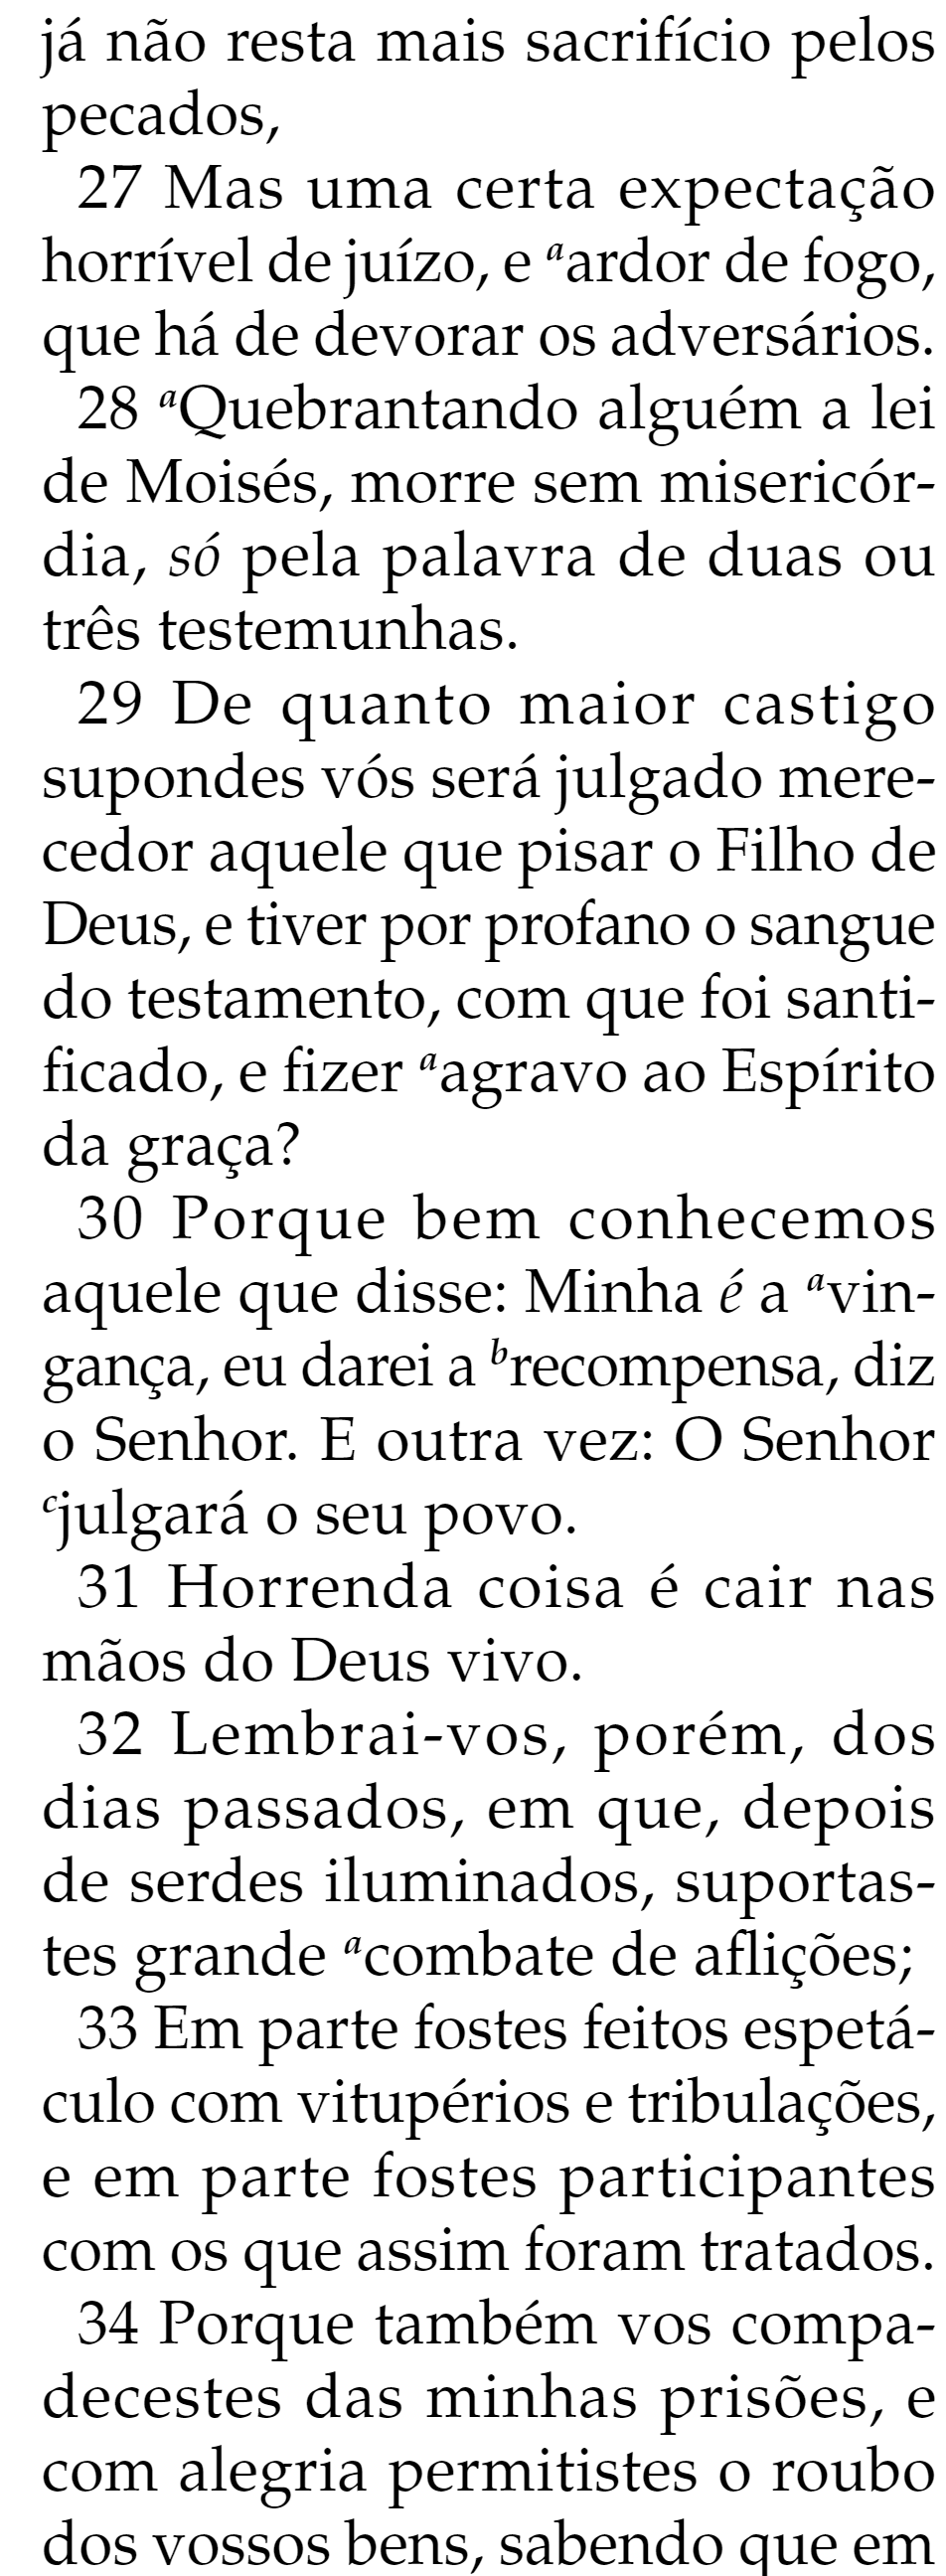 já não resta mais sacrifício pelos
pecados,
27 Mas uma certa expectação
horrível de juízo, e ᵃardor de fogo,
que há de devorar os adversários.
28 ᵃQuebrantando alguém a lei
de Moisés, morre sem misericór-
dia, só pela palavra de duas ou
três testemunhas.
29 De quanto maior castigo
supondes vós será julgado mere-
cedor aquele que pisar o Filho de
Deus, e tiver por profano o sangue
do testamento, com que foi santi-
ficado, e fizer ᵃagravo ao Espírito
da graça?
30 Porque bem conhecemos
aquele que disse: Minha é a ᵃvin-
gança, eu darei a ᵇrecompensa, diz
o Senhor. E outra vez: O Senhor
ᶜjulgará o seu povo.
31 Horrenda coisa é cair nas
mãos do Deus vivo.
32 Lembrai-vos, porém, dos
dias passados, em que, depois
de serdes iluminados, suportas-
tes grande ᵃcombate de aflições;
33 Em parte fostes feitos espetá-
culo com vitupérios e tribulações,
e em parte fostes participantes
com os que assim foram tratados.
34 Porque também vos compa-
decestes das minhas prisões, e
com alegria permitistes o roubo
dos vossos bens, sabendo que em